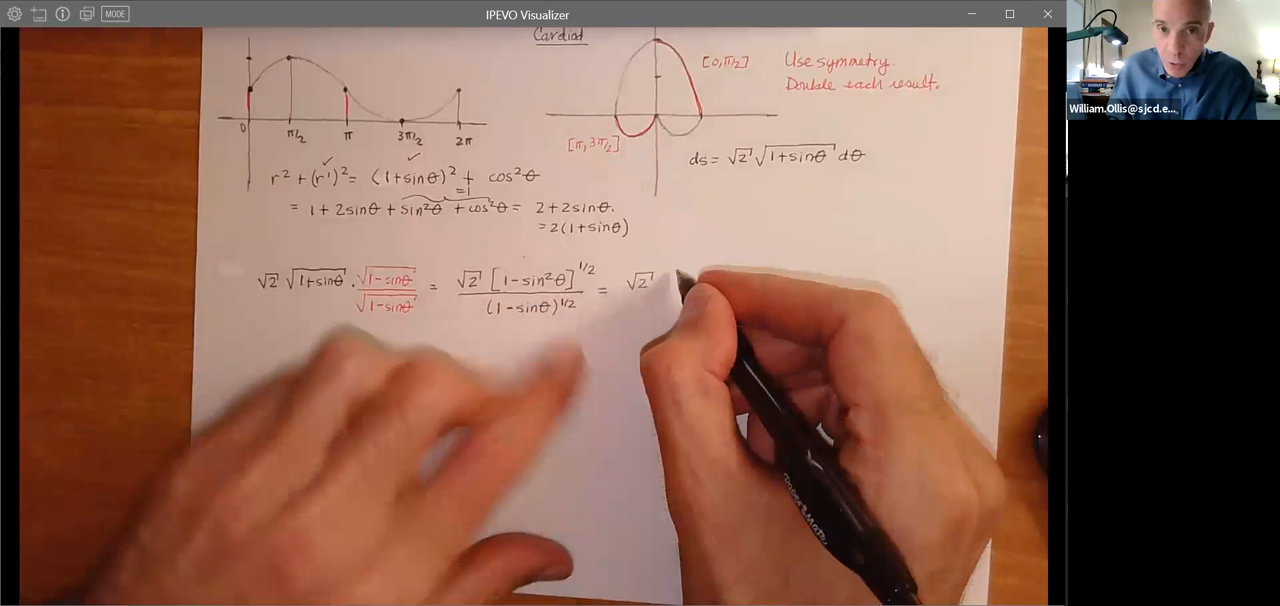 MODE
IPEVO Visualizer
William.Ollis@sjcd.e...
Cardiod
[0,π/2]
Use symmetry.
Double each result.
0 π/2 π 3π/2 2π
[π,3π/2]
ds = √2 √(1+sinθ) dθ
r² + (r')² = (1+sinθ)² + cos²θ
=1
= 1 + 2sinθ + sin²θ + cos²θ = 2+2sinθ.
= 2(1+sinθ)
√2 √(1+sinθ) · √(1-sinθ)/√(1-sinθ) = √2 [1-sin²θ]^1/2 / (1-sinθ)^1/2 = √2